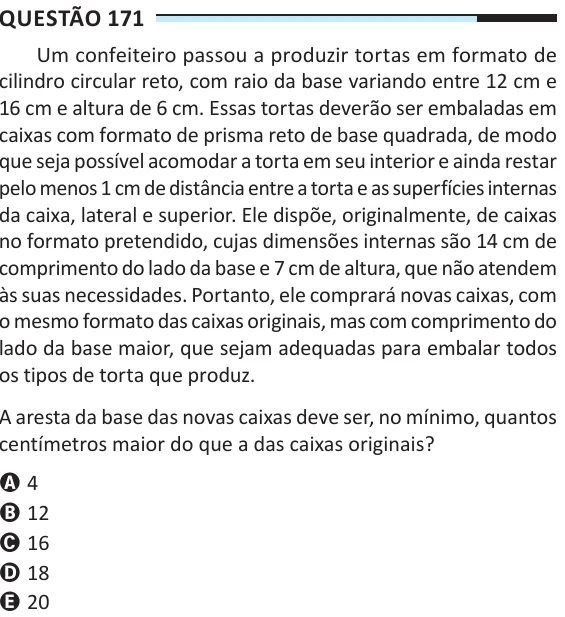 QUESTÃO 171
Um confeiteiro passou a produzir tortas em formato de
cilindro circular reto, com raio da base variando entre 12 cm e
16 cm e altura de 6 cm. Essas tortas deverão ser embaladas em
caixas com formato de prisma reto de base quadrada, de modo
que seja possível acomodar a torta em seu interior e ainda restar
pelo menos 1 cm de distância entre a torta e as superfícies internas
da caixa, lateral e superior. Ele dispõe, originalmente, de caixas
no formato pretendido, cujas dimensões internas são 14 cm de
comprimento do lado da base e 7 cm de altura, que não atendem
às suas necessidades. Portanto, ele comprará novas caixas, com
o mesmo formato das caixas originais, mas com comprimento do
lado da base maior, que sejam adequadas para embalar todos
os tipos de torta que produz.
A aresta da base das novas caixas deve ser, no mínimo, quantos
centímetros maior do que a das caixas originais?
A 4
B 12
C 16
D 18
E 20